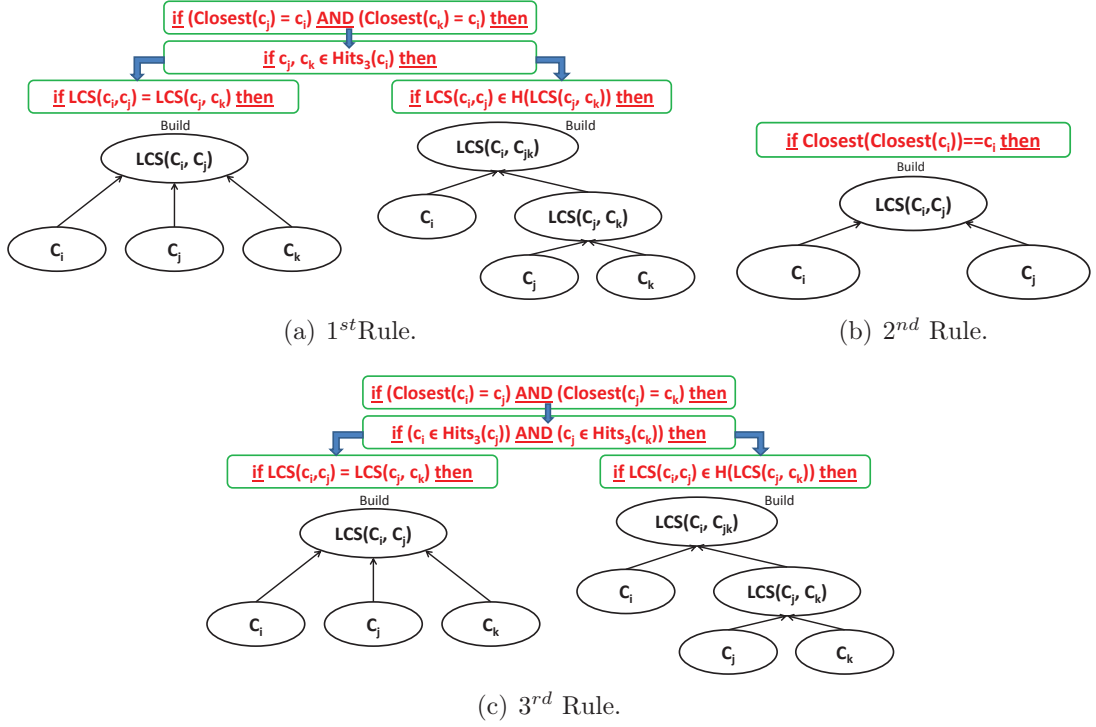 if (Closest(cj) = ci) AND (Closest(ck) = ci) then
if cj, ck ϵ Hits3(ci) then
if LCS(ci,cj) = LCS(cj, ck) then
if LCS(ci,cj) ϵ H(LCS(cj, ck)) then
Build
LCS(Ci, Cj)
Ci
Cj
Ck
Build
LCS(Ci, Cjk)
Ci
LCS(Cj, Ck)
Cj
Ck
(a) 1st Rule.
if Closest(Closest(ci))==ci then
Build
LCS(Ci,Cj)
Ci
Cj
(b) 2nd Rule.
if (Closest(ci) = cj) AND (Closest(cj) = ck) then
if (ci ϵ Hits3(cj)) AND (cj ϵ Hits3(ck)) then
if LCS(ci,cj) = LCS(cj, ck) then
if LCS(ci,cj) ϵ H(LCS(cj, ck)) then
Build
LCS(Ci, Cj)
Ci
Cj
Ck
Build
LCS(Ci, Cjk)
Ci
LCS(Cj, Ck)
Cj
Ck
(c) 3rd Rule.